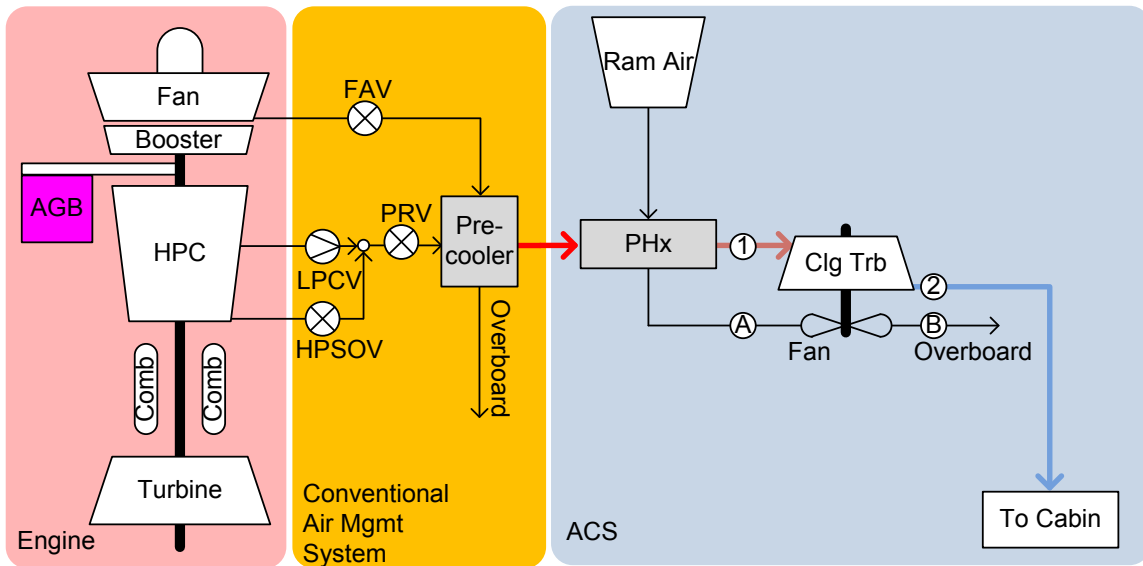 Fan
Booster
AGB
HPC
Comb
Comb
Turbine
Engine
FAV
PRV
LPCV
HPSOV
Pre-
cooler
Overboard
Conventional
Air Mgmt
System
Ram Air
PHx
1
Clg Trb
2
A
B
Fan
Overboard
To Cabin
ACS